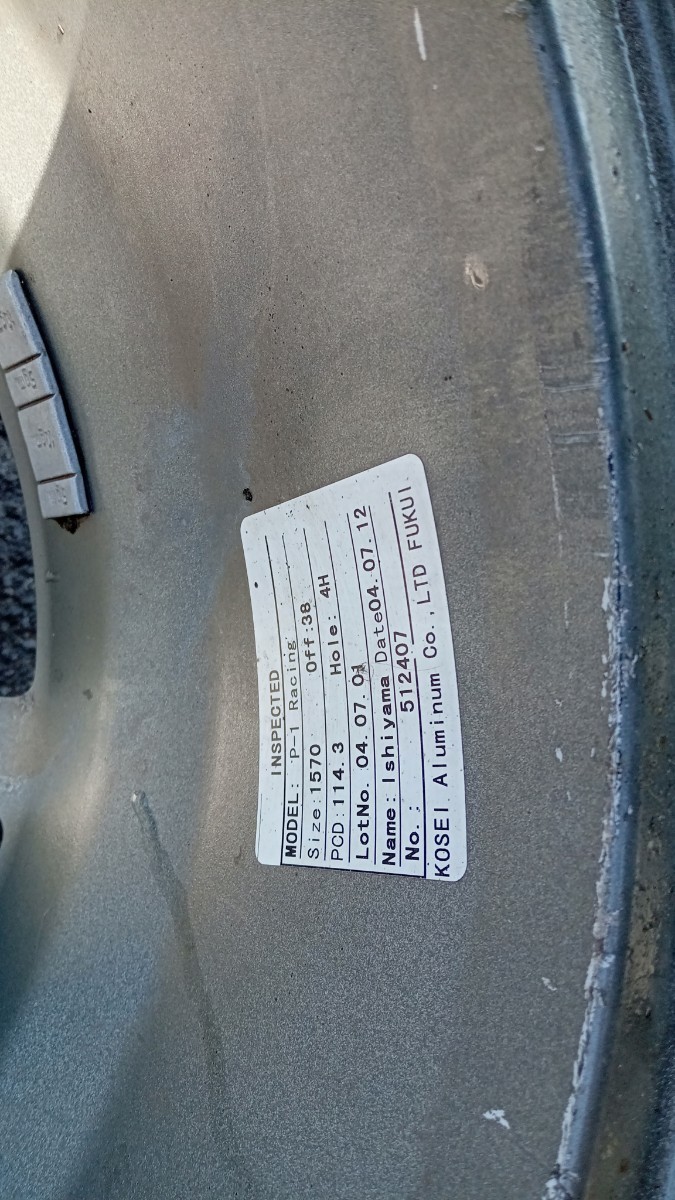 INSPECTED
MODEL: P-1 Racing
Size:1570 Off:38
PCD:114.3 Hole: 4H
LotNo. 04.07.01
Name: Ishiyama Date04.07.12
No. : 512407
KOSEI Aluminum Co.,LTD FUKUI